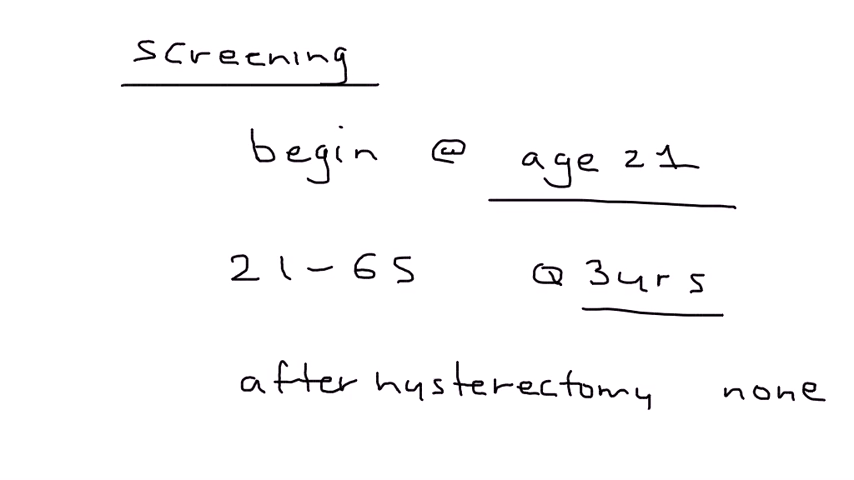 screening
begin @ age 21
21-65 Q 3yrs
after hysterectomy none